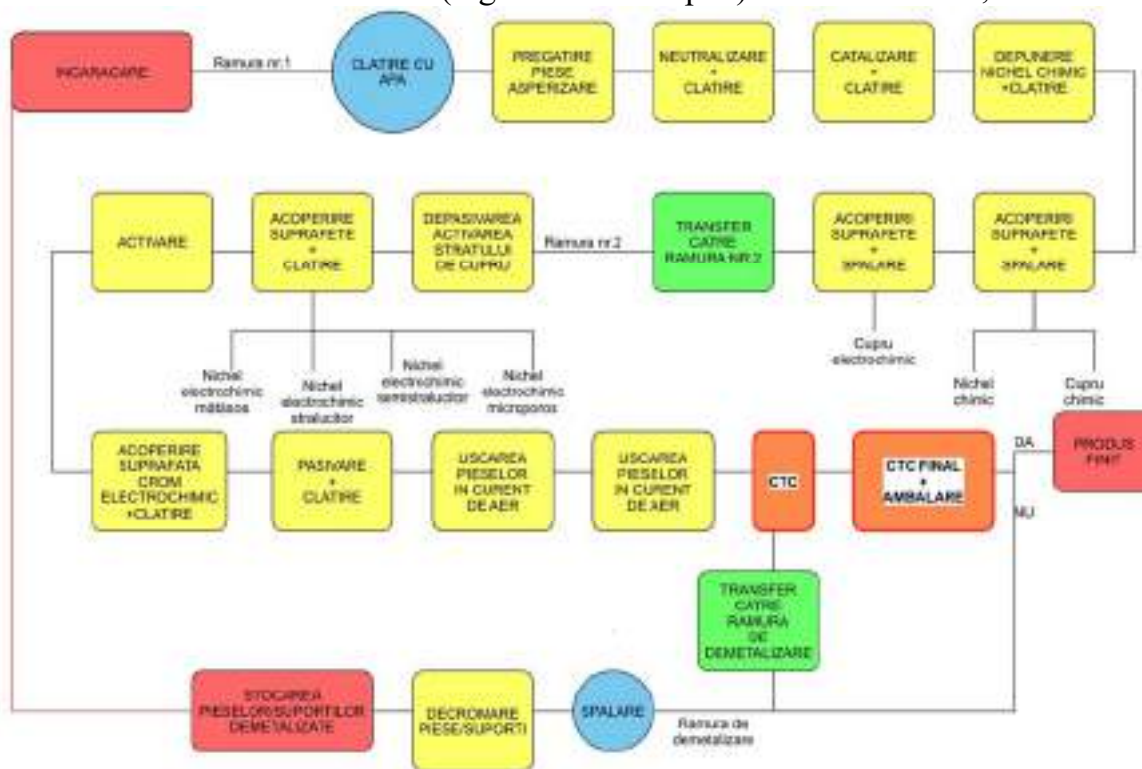 INCARACARE
Ramura nr.1
CLATIRE CU
APA
PREGATIRE
PIESE
ASPERIZARE
NEUTRALIZARE
+
CLATIRE
CATALIZARE
+
CLATIRE
DEPUNERE
NICHEL CHIMIC
+CLATIRE
ACTIVARE
ACOPERIRE
SUPRAFETE
+
CLATIRE
DEPASIVAREA
ACTIVAREA
STRATULUI
DE CUPRU
Ramura nr.2
TRANSFER
CATRE
RAMURA NR.2
ACOPERIRI
SUPRAFETE
+
SPALARE
ACOPERIRI
SUPRAFETE
+
SPALARE
Nichel
electrochimic
mătăsos
Nichel
electrochimic
stralucitor
Nichel
electrochimic
semistralucitor
Nichel
electrochimic
microporos
Cupru
electrochimic
Nichel
chimic
Cupru
chimic
ACOPERIRE
SUPRAFATA
CROM
ELECTROCHIMIC
+CLATIRE
PASIVARE
+
CLATIRE
USCAREA
PIESELOR
IN CURENT
DE AER
USCAREA
PIESELOR
IN CURENT
DE AER
CTC
CTC FINAL
+
AMBALARE
DA
NU
PRODUS
FINIT
TRANSFER
CATRE
RAMURA
DE
DEMETALIZARE
STOCAREA
PIESELOR/SUPORTILOR
DEMETALIZATE
DECROMARE
PIESE/SUPORTI
SPALARE
Ramura de
demetalizare